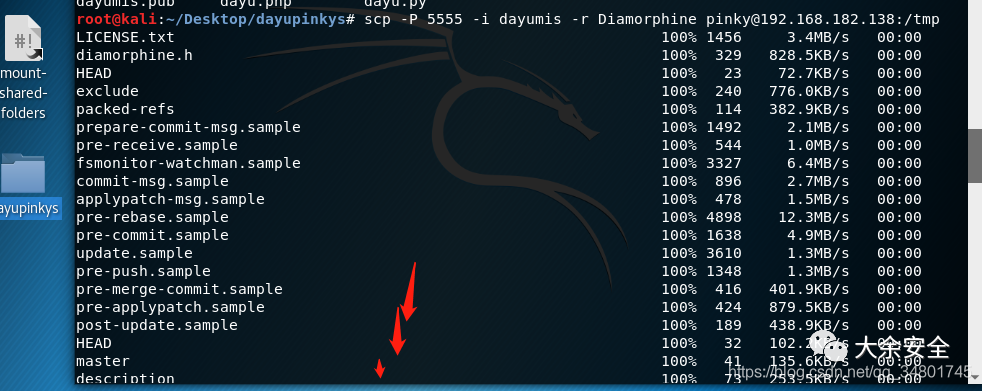 dayumis.pub dayu.php dayu.py
root@kali:~/Desktop/dayupinkys# scp -P 5555 -i dayumis -r Diamorphine pinky@192.168.182.138:/tmp
LICENSE.txt 100% 1456 3.4MB/s 00:00
diamorphine.h 100% 329 828.5KB/s 00:00
HEAD 100% 23 72.7KB/s 00:00
exclude 100% 240 776.0KB/s 00:00
packed-refs 100% 114 382.9KB/s 00:00
prepare-commit-msg.sample 100% 1492 2.1MB/s 00:00
pre-receive.sample 100% 544 1.0MB/s 00:00
fsmonitor-watchman.sample 100% 3327 6.4MB/s 00:00
commit-msg.sample 100% 896 2.7MB/s 00:00
applypatch-msg.sample 100% 478 1.5MB/s 00:00
pre-rebase.sample 100% 4898 12.3MB/s 00:00
pre-commit.sample 100% 1638 4.9MB/s 00:00
update.sample 100% 3610 1.3MB/s 00:00
pre-push.sample 100% 1348 1.3MB/s 00:00
pre-merge-commit.sample 100% 416 401.9KB/s 00:00
pre-applypatch.sample 100% 424 879.5KB/s 00:00
post-update.sample 100% 189 438.9KB/s 00:00
HEAD 100% 32 00:00
master 100% 41 135.6KB/s 00:00
description 100% 73 253.5KB/s 00:00
#!
mount-
shared-
folders
ayupinkys
大余安全
https://blog.csdn.net/qq_34801745